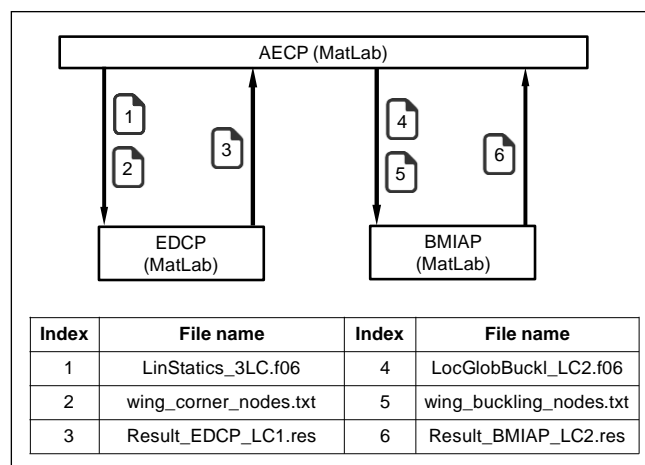 AECP (MatLab)
1
2
3
4
5
6
EDCP
(MatLab)
BMIAP
(MatLab)
Index File name Index File name
1 LinStatics_3LC.f06 4 LocGlobBuckl_LC2.f06
2 wing_corner_nodes.txt 5 wing_buckling_nodes.txt
3 Result_EDCP_LC1.res 6 Result_BMIAP_LC2.res